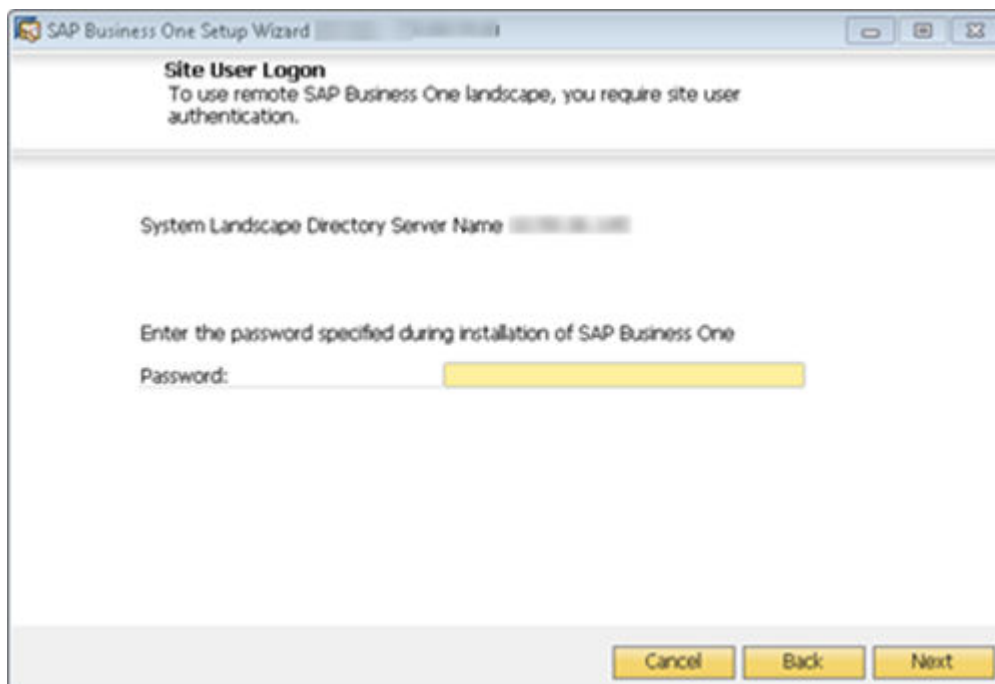 SAP Business One Setup Wizard
Site User Logon
To use remote SAP Business One landscape, you require site user
authentication.
System Landscape Directory Server Name
Enter the password specified during installation of SAP Business One
Password:
Cancel Back Next